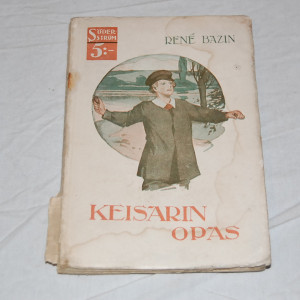 SÖDER
STRÖM
5:-
RENÉ BAZIN
KEISARIN
OPAS